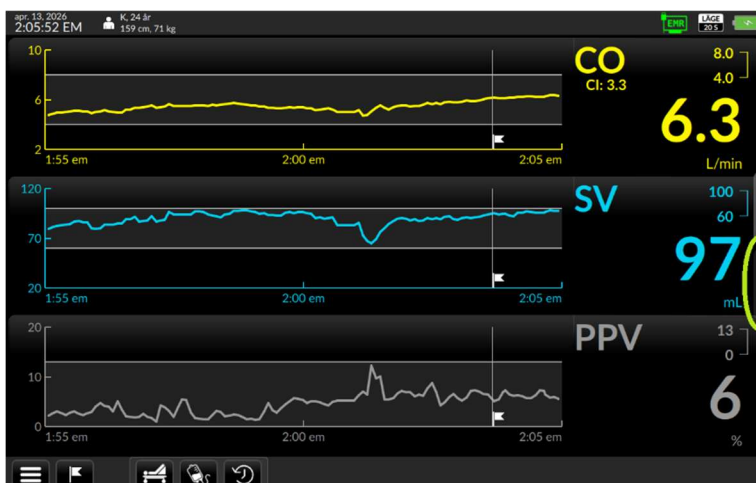 apr. 13, 2026
2:05:52 EM
K, 24 år
159 cm, 71 kg
EMR
LÄGE
20 S
10
6
2
1:55 em
2:00 em
2:05 em
CO
CI: 3.3
8.0
4.0
6.3
L/min
120
70
20
1:55 em
2:00 em
2:05 em
SV
100
60
97
mL
20
10
0
1:55 em
2:00 em
2:05 em
PPV
13
0
6
%